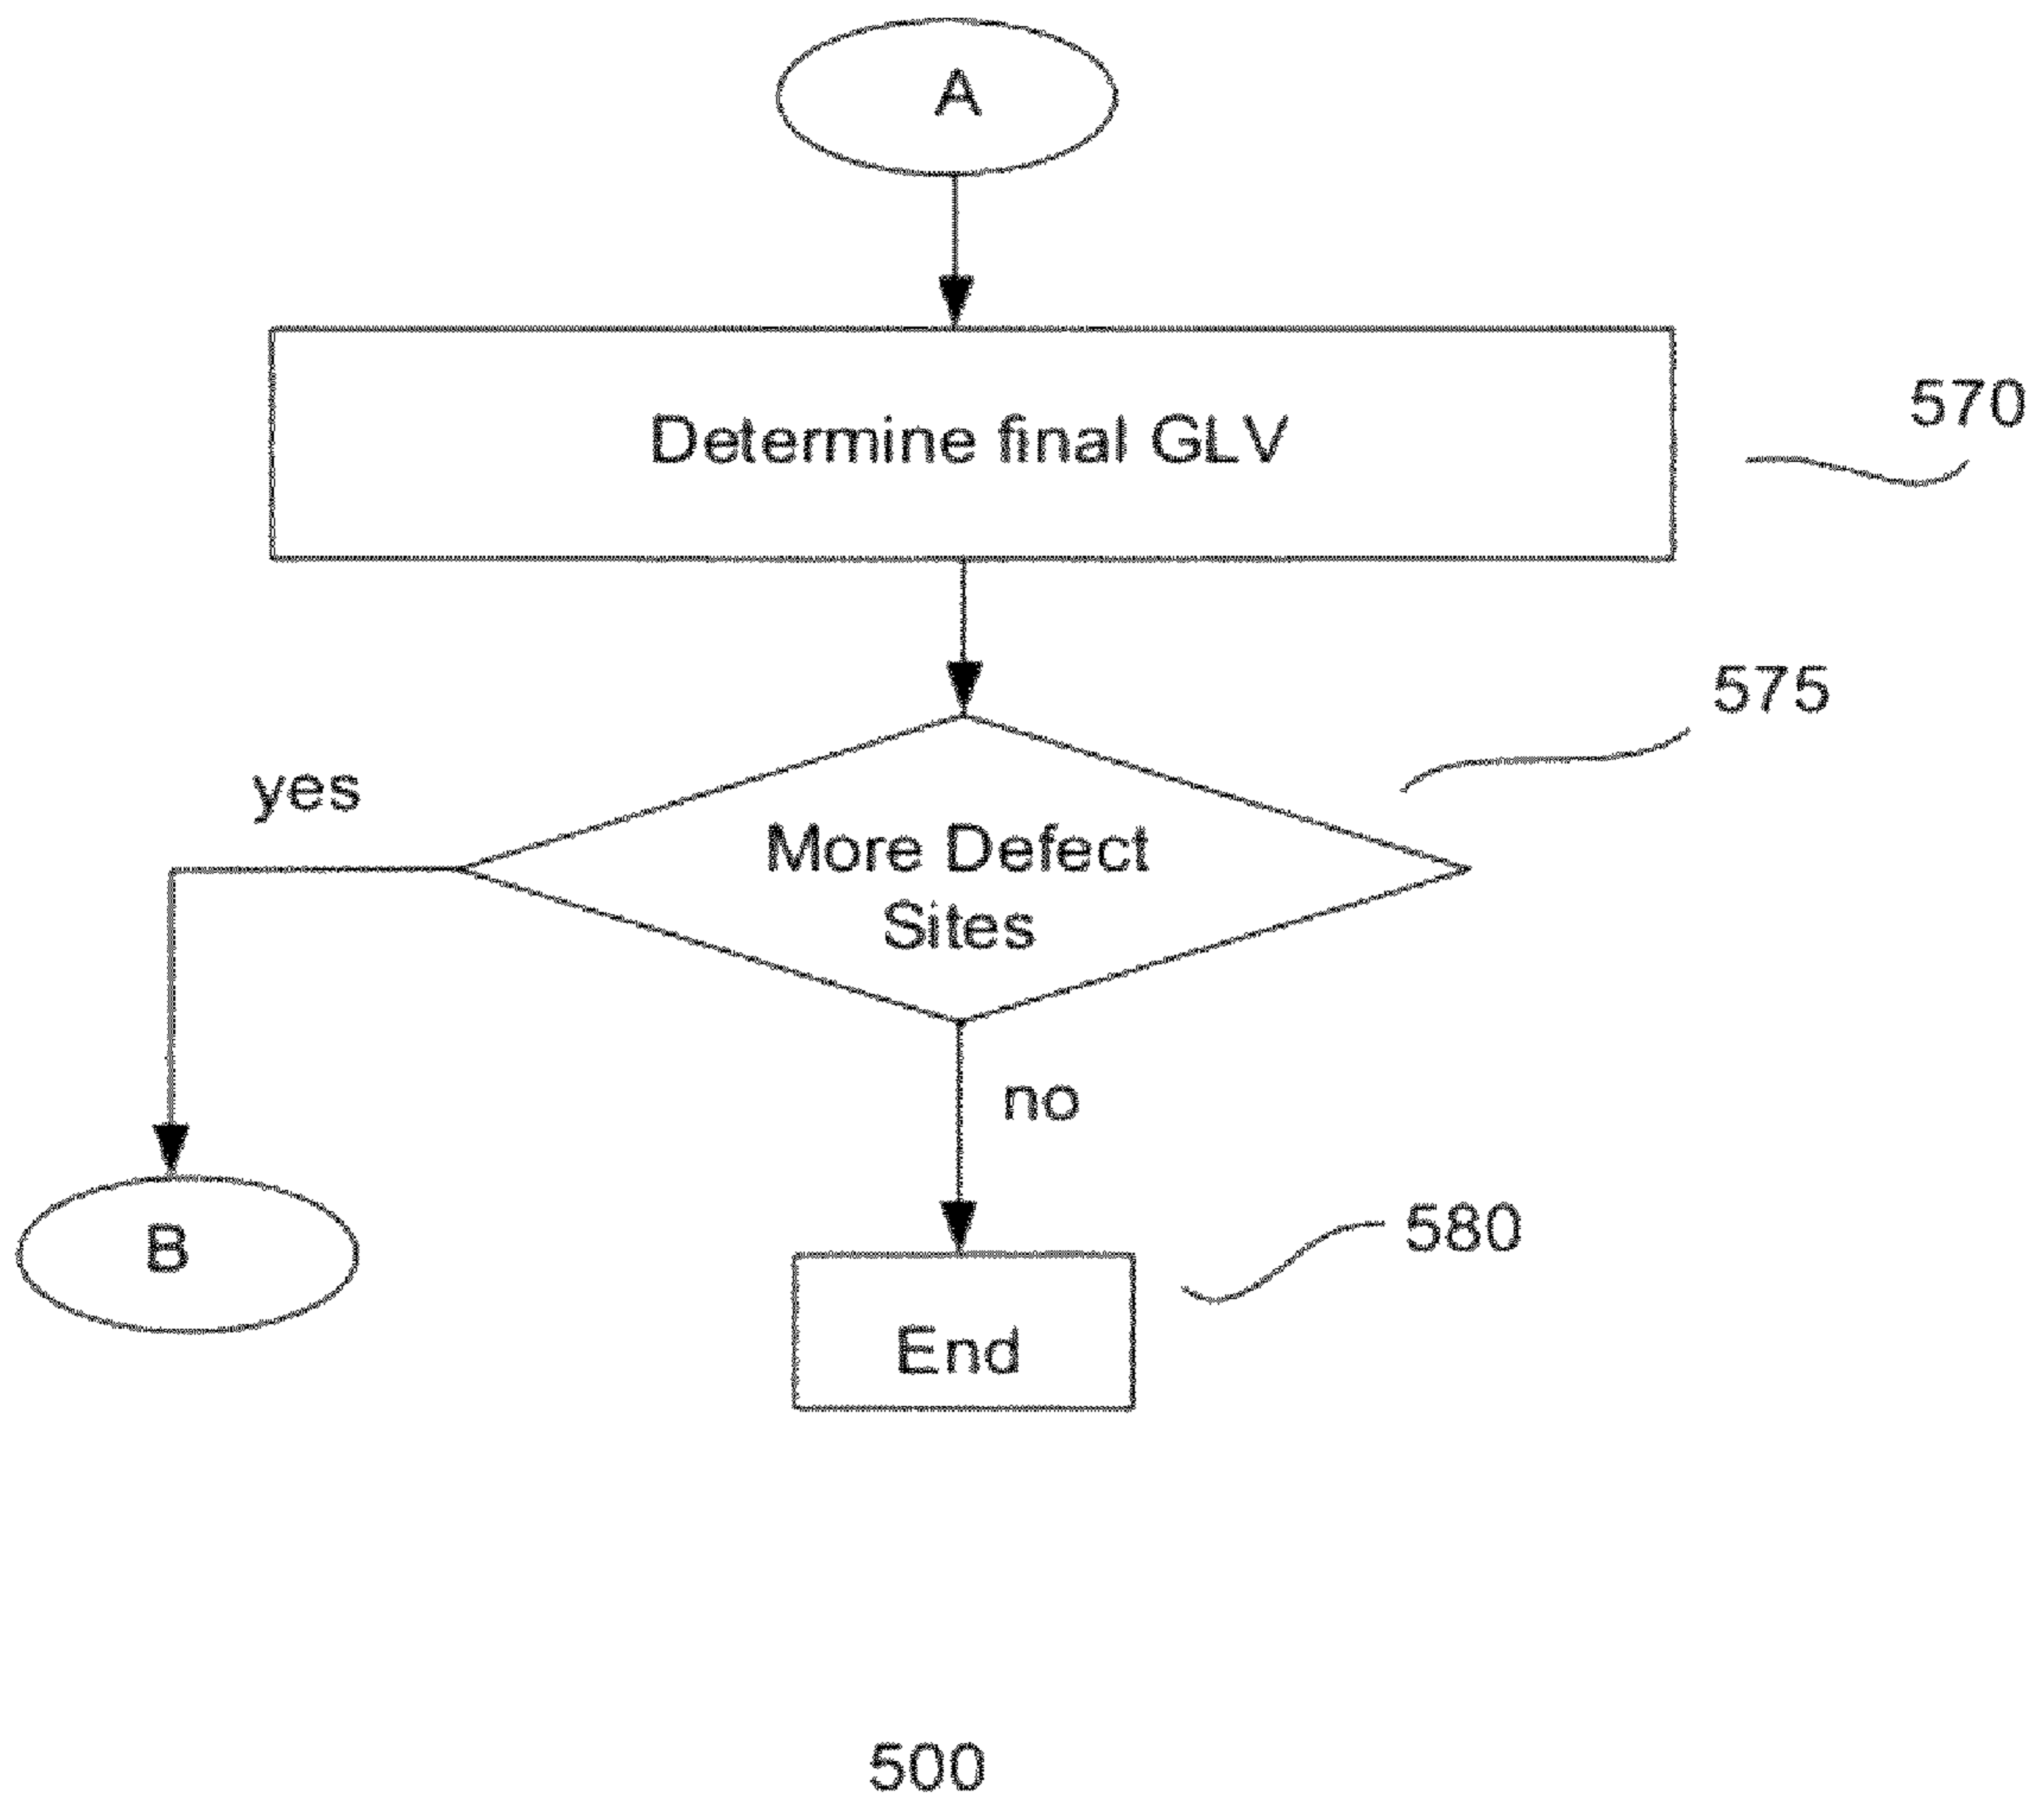 A
Determine final GLV
570
575
yes
More Defect
Sites
no
B
580
End
500